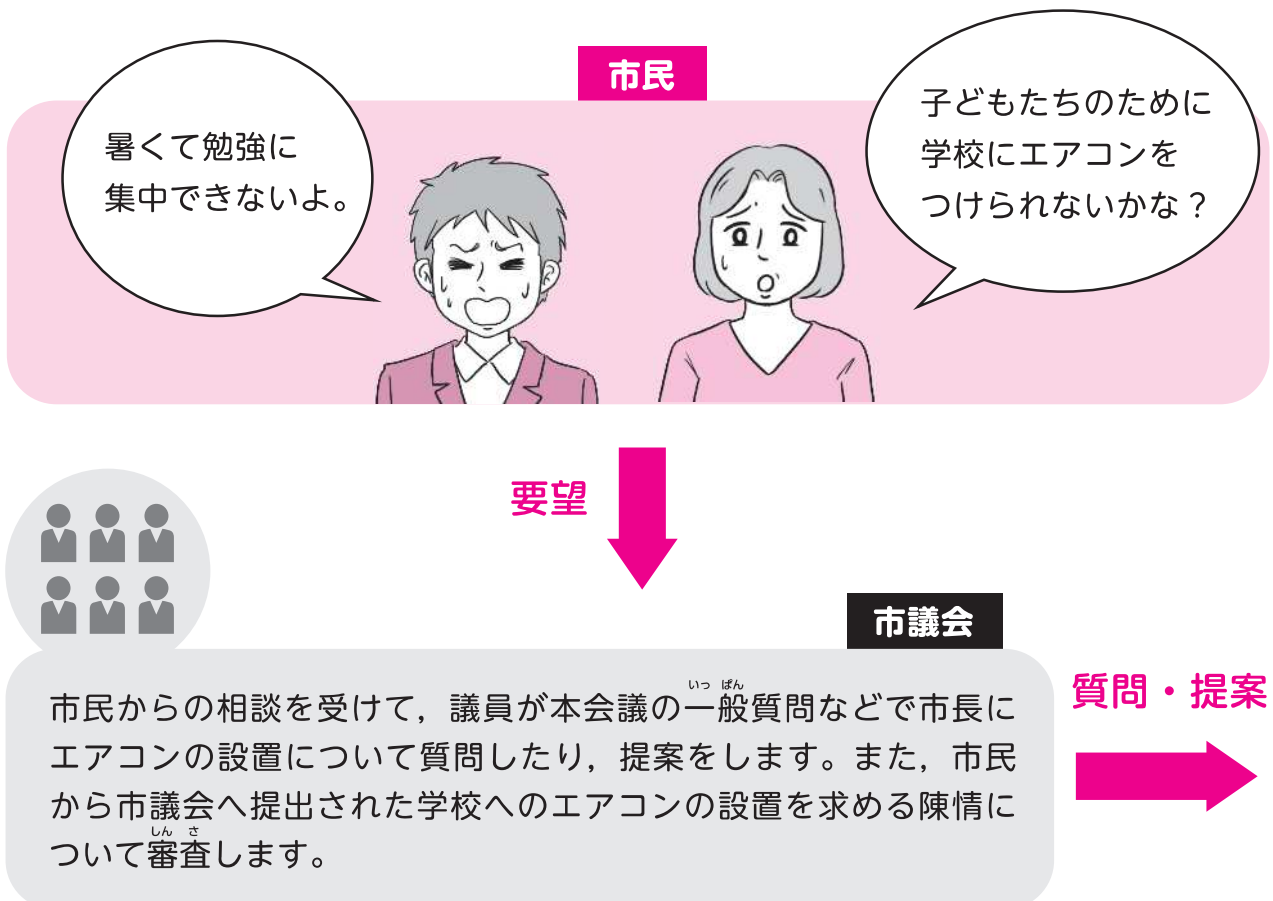 市民
暑くて勉強に
集中できないよ。
子どもたちのために
学校にエアコンを
つけられないかな？
要望
市議会
市民からの相談を受けて，議員が本会議の一般質問などで市長に
いっぱん
エアコンの設置について質問したり，提案をします。また，市民
から市議会へ提出された学校へのエアコンの設置を求める陳情に
ついて審査します。
しんさ
質問・提案